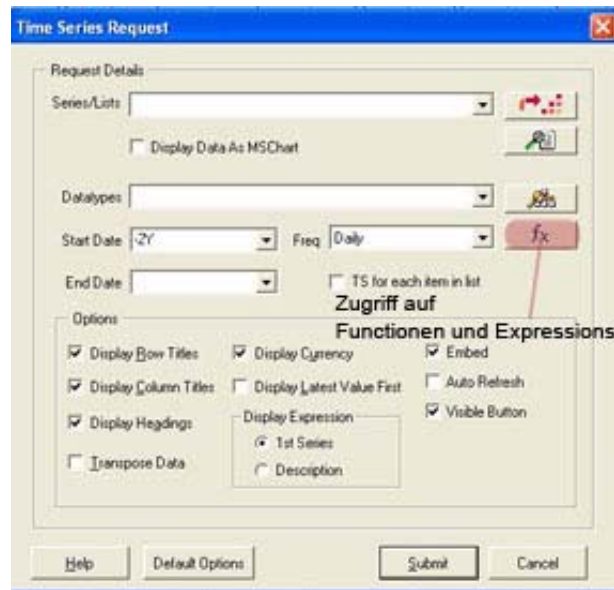 Time Series Request
Request Details
Series/Lists
Display Data As MSChart
Datatypes
Start Date -2Y Freq Daily fx
End Date TS for each item in list
Zugriff auf
Functionen und Expressions
Options
Display Row Titles Display Currency Embed
Display Column Titles Display Latest Value First Auto Refresh
Display Headings Display Expression Visible Button
1st Series
Transpose Data Description
Help Default Options Submit Cancel